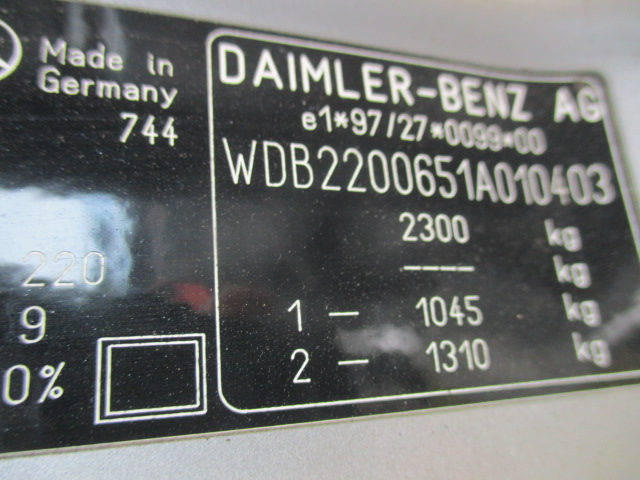 Made in
Germany
744
220
9
0%
DAIMLER-BENZ AG
e1*97/27*0099*00
WDB2200651A010403
2300 kg
---- kg
1 – 1045 kg
2 – 1310 kg